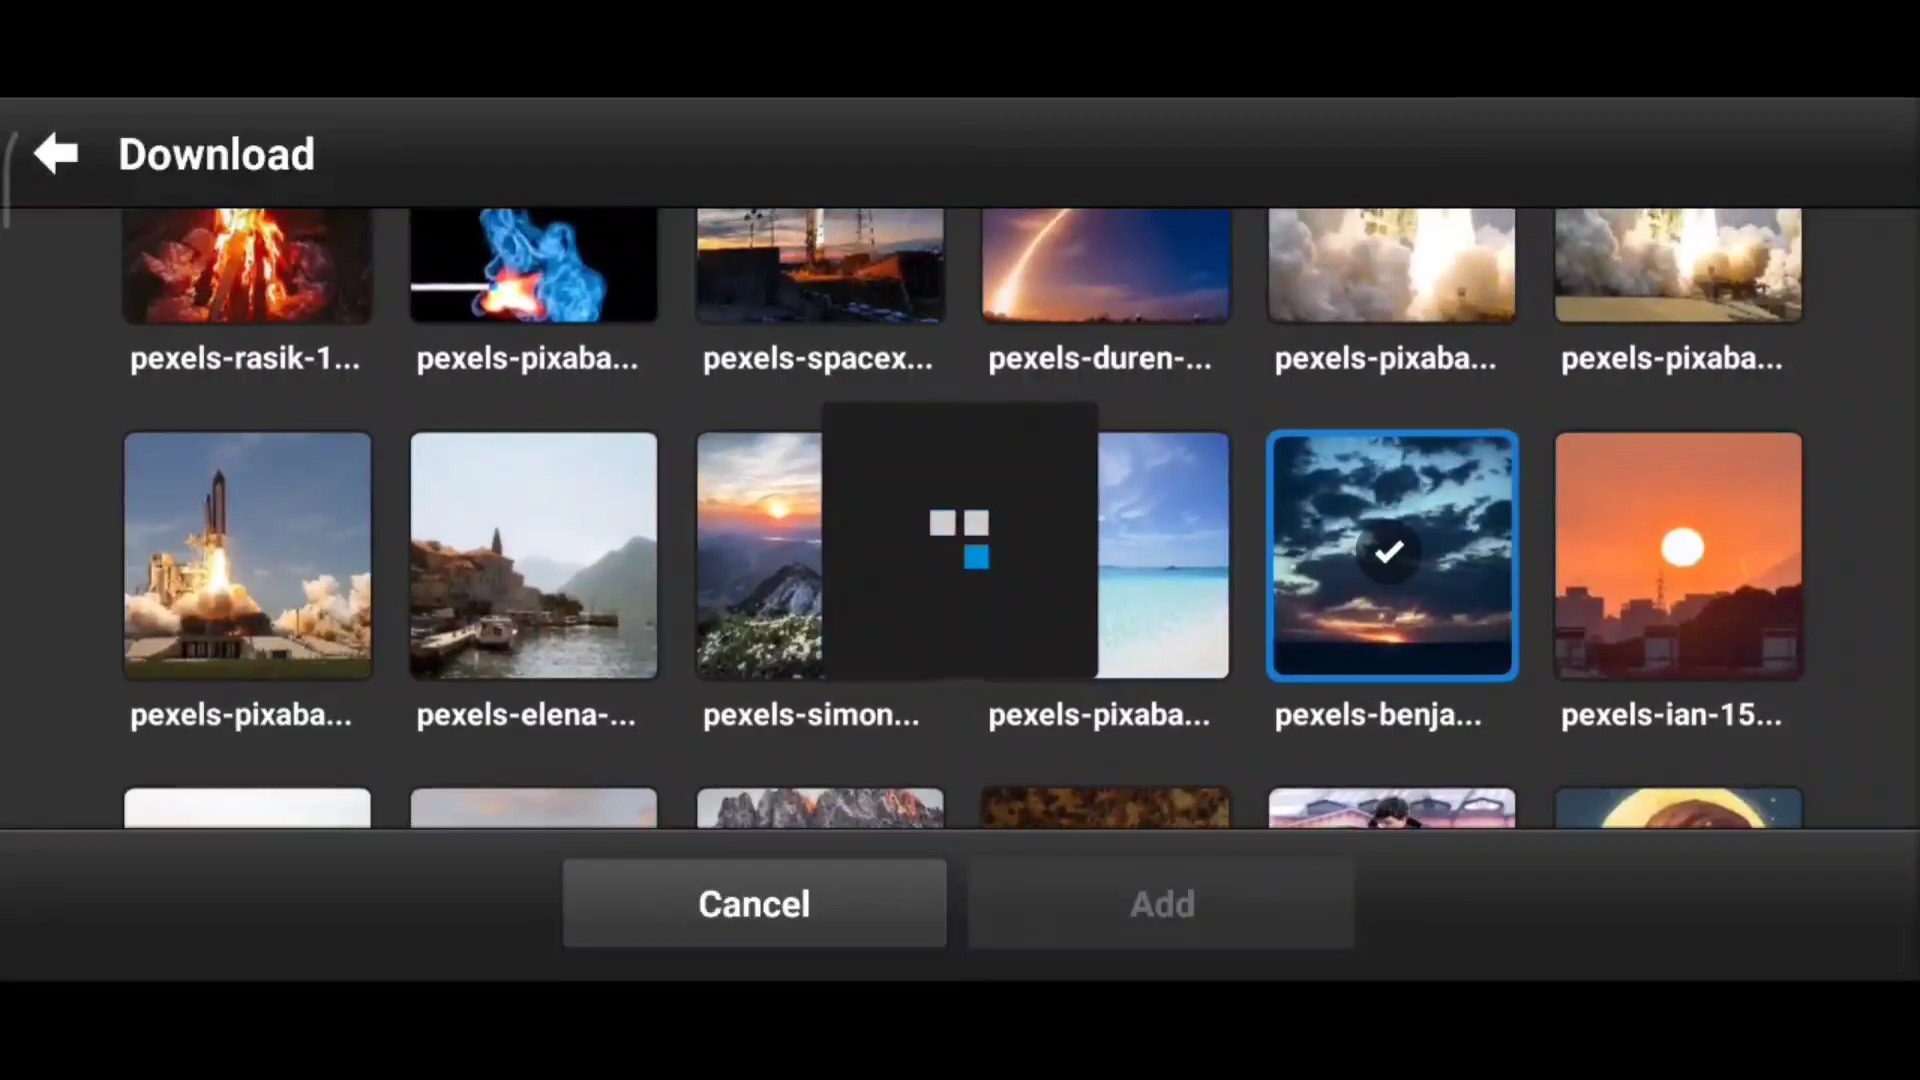 Download
pexels-rasik-1... pexels-pixaba... pexels-spacex... pexels-duren-... pexels-pixaba... pexels-pixaba...
pexels-pixaba... pexels-elena-... pexels-simon... pexels-pixaba... pexels-benja... pexels-ian-15...
Cancel Add